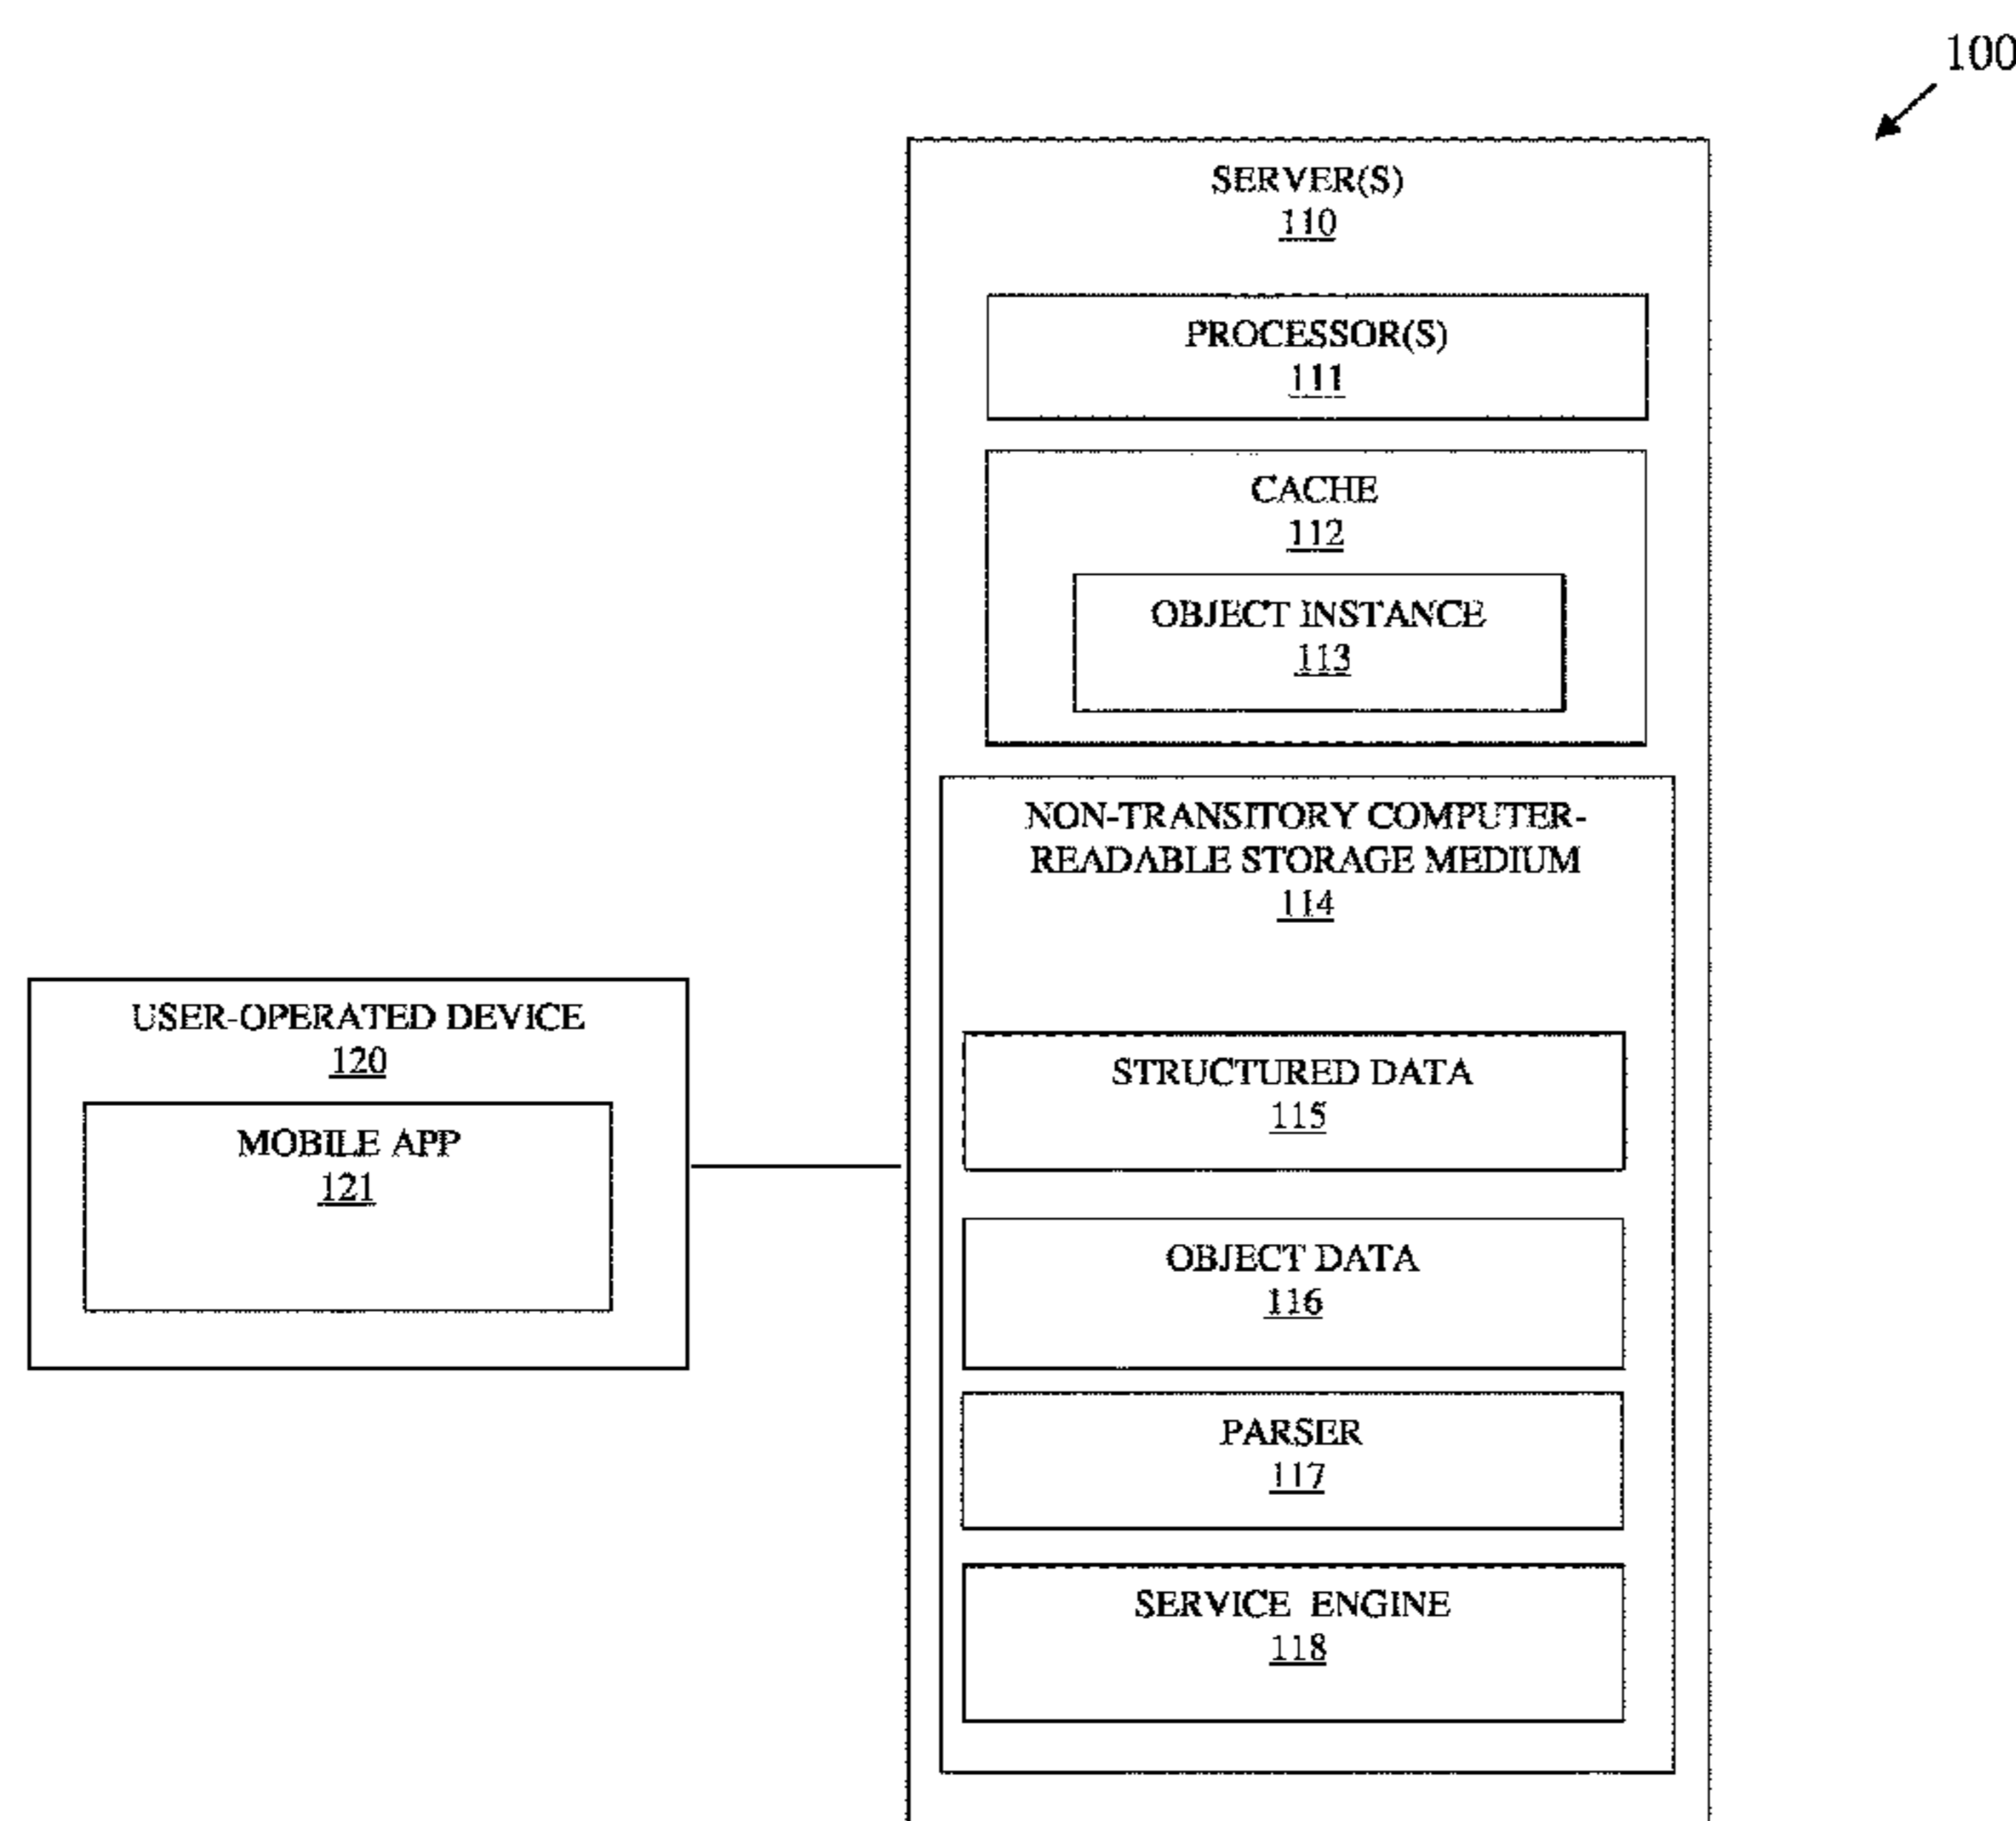 100
SERVER(S)
110
PROCESSOR(S)
111
CACHE
112
OBJECT INSTANCE
113
NON-TRANSITORY COMPUTER-
READABLE STORAGE MEDIUM
114
USER-OPERATED DEVICE
120
MOBILE APP
121
STRUCTURED DATA
115
OBJECT DATA
116
PARSER
117
SERVICE ENGINE
118